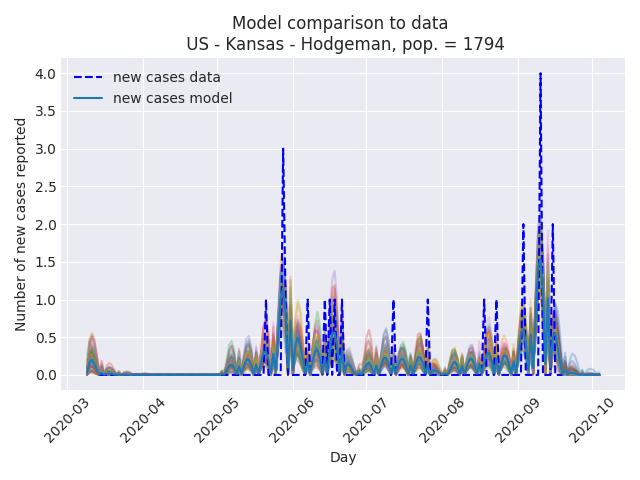 Model comparison to data
US - Kansas - Hodgeman, pop. = 1794
new cases data
new cases model
Number of new cases reported
4.0
3.5
3.0
2.5
2.0
1.5
1.0
0.5
0.0
2020-03
2020-04
2020-05
2020-06
2020-07
2020-08
2020-09
2020-10
Day